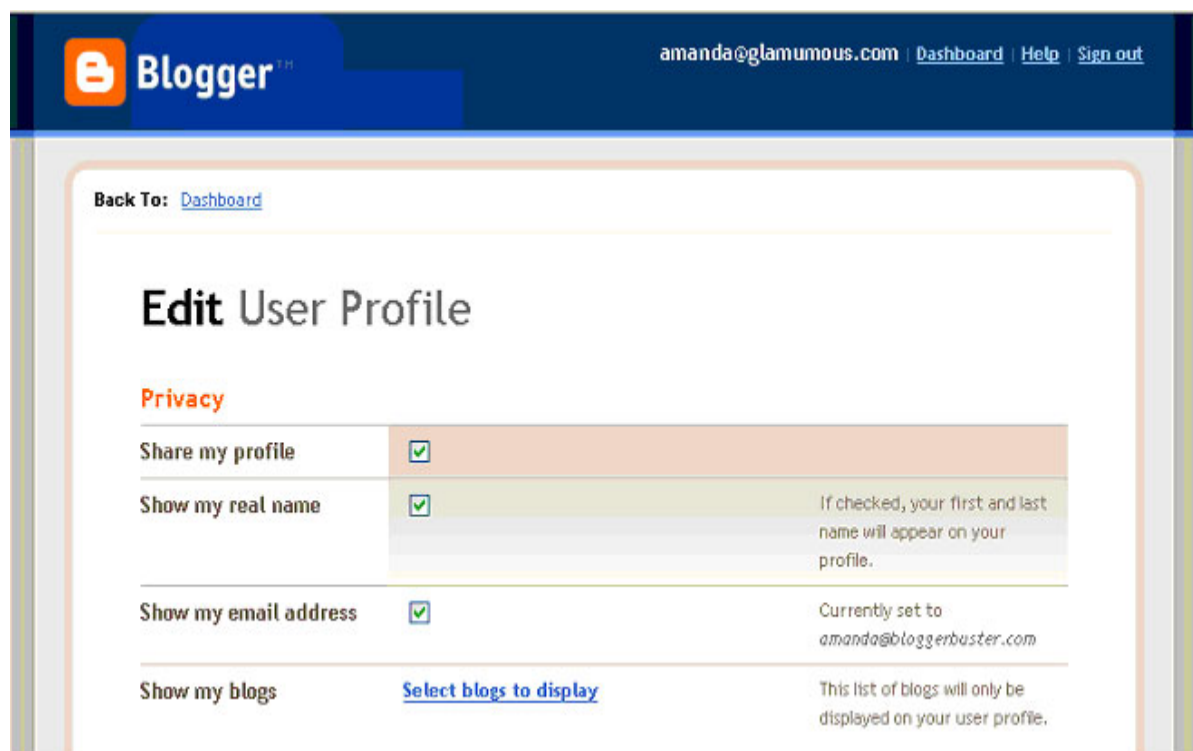 Blogger™
amanda@glamumous.com | Dashboard | Help | Sign out
Back To: Dashboard
Edit User Profile
Privacy
Share my profile
Show my real name
If checked, your first and last
name will appear on your
profile.
Show my email address
Currently set to
amanda@bloggerbuster.com
Show my blogs
Select blogs to display
This list of blogs will only be
displayed on your user profile.